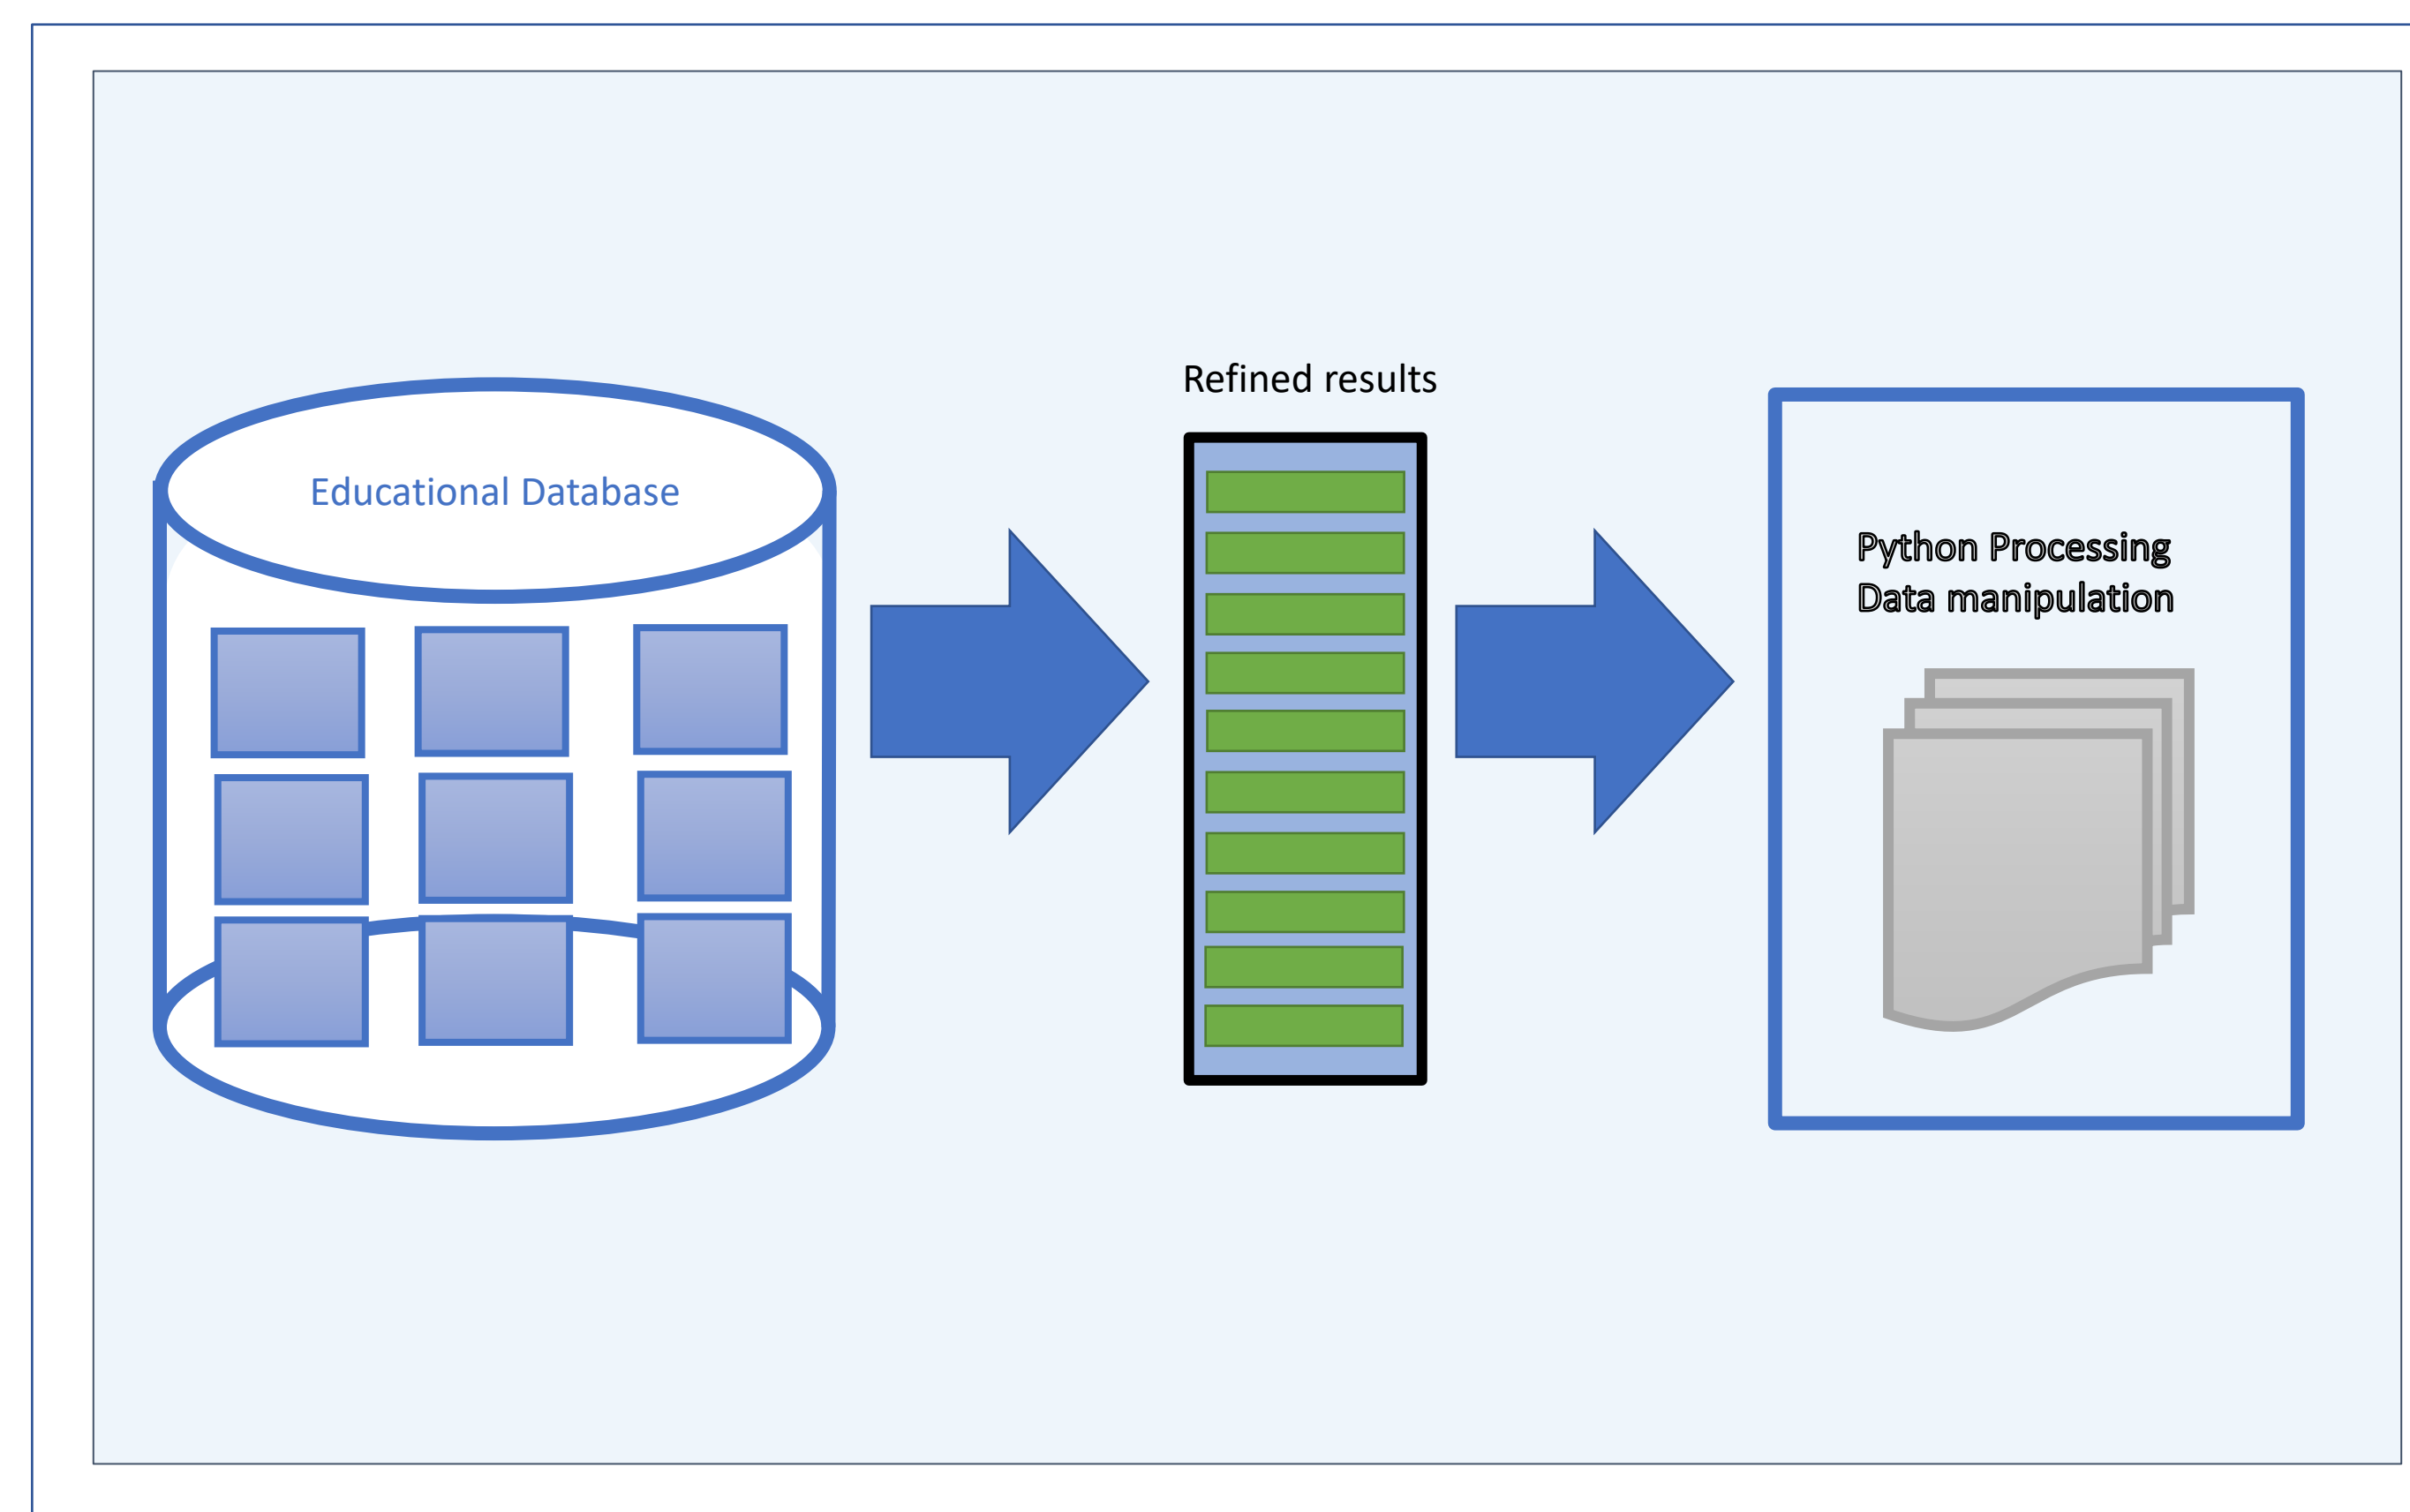 Refined results
Educational Database
Python Processing
Data manipulation